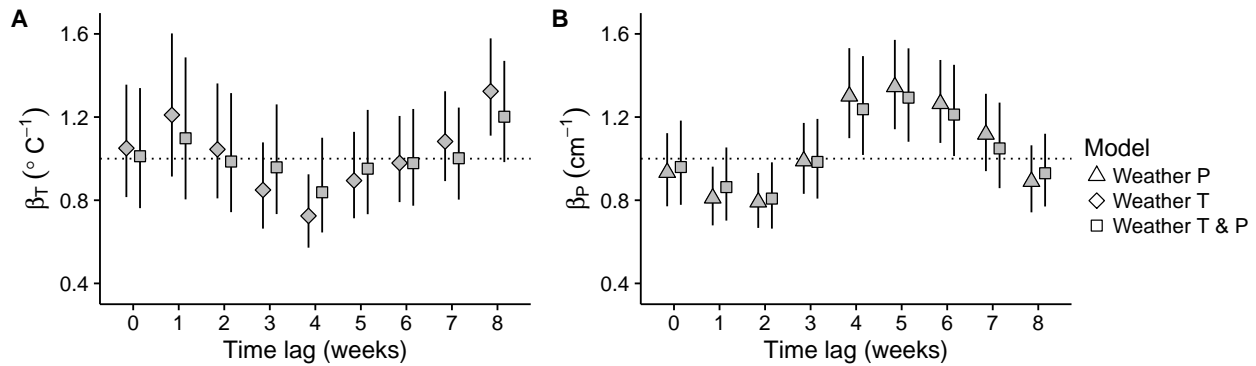 A
B
β_T (° C⁻¹)
1.6
1.2
0.8
0.4
0 1 2 3 4 5 6 7 8
Time lag (weeks)
β_P (cm⁻¹)
1.6
1.2
0.8
0.4
0 1 2 3 4 5 6 7 8
Time lag (weeks)
Model
Weather P
Weather T
Weather T & P